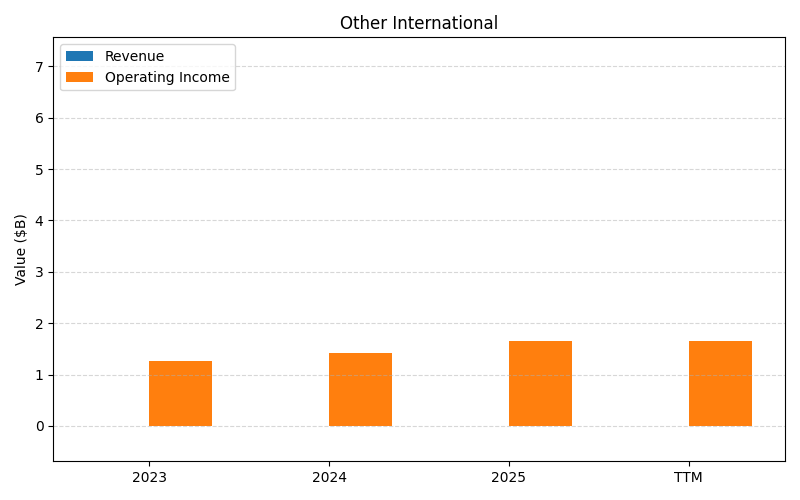 Other International
Revenue
Operating Income
Value ($B)
7
6
5
4
3
2
1
0
2023
2024
2025
TTM